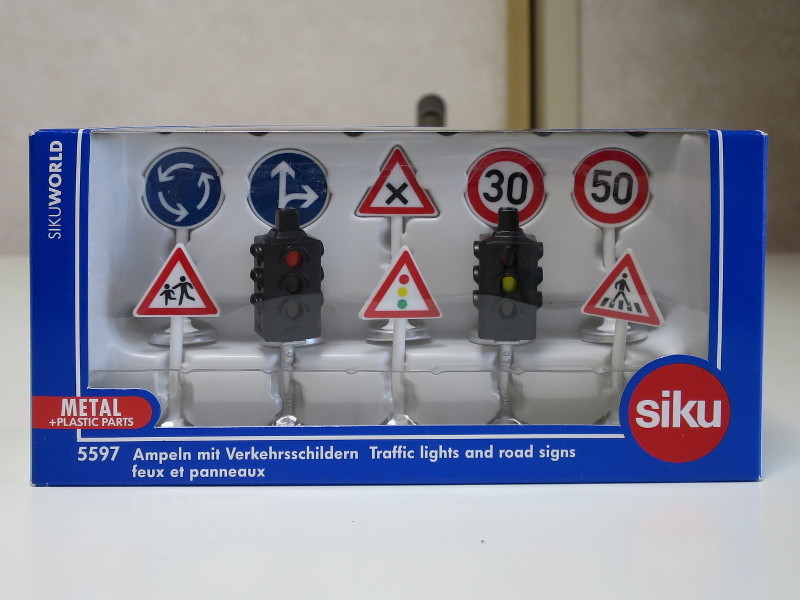 SIKUWORLD
30
50
METAL
+PLASTIC PARTS
siku
5597 Ampeln mit Verkehrsschildern Traffic lights and road signs
feux et panneaux